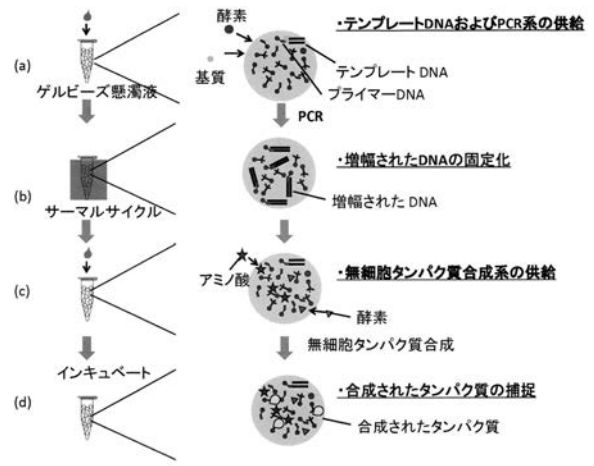 酵素
・テンプレートDNAおよびPCR系の供給
(a)
基質
テンプレート DNA
プライマーDNA
ゲルビーズ懸濁液
PCR
・増幅されたDNAの固定化
(b)
増幅された DNA
サーマルサイクル
・無細胞タンパク質合成系の供給
アミノ酸
(c)
酵素
無細胞タンパク質合成
インキュベート
・合成されたタンパク質の捕捉
(d)
合成されたタンパク質